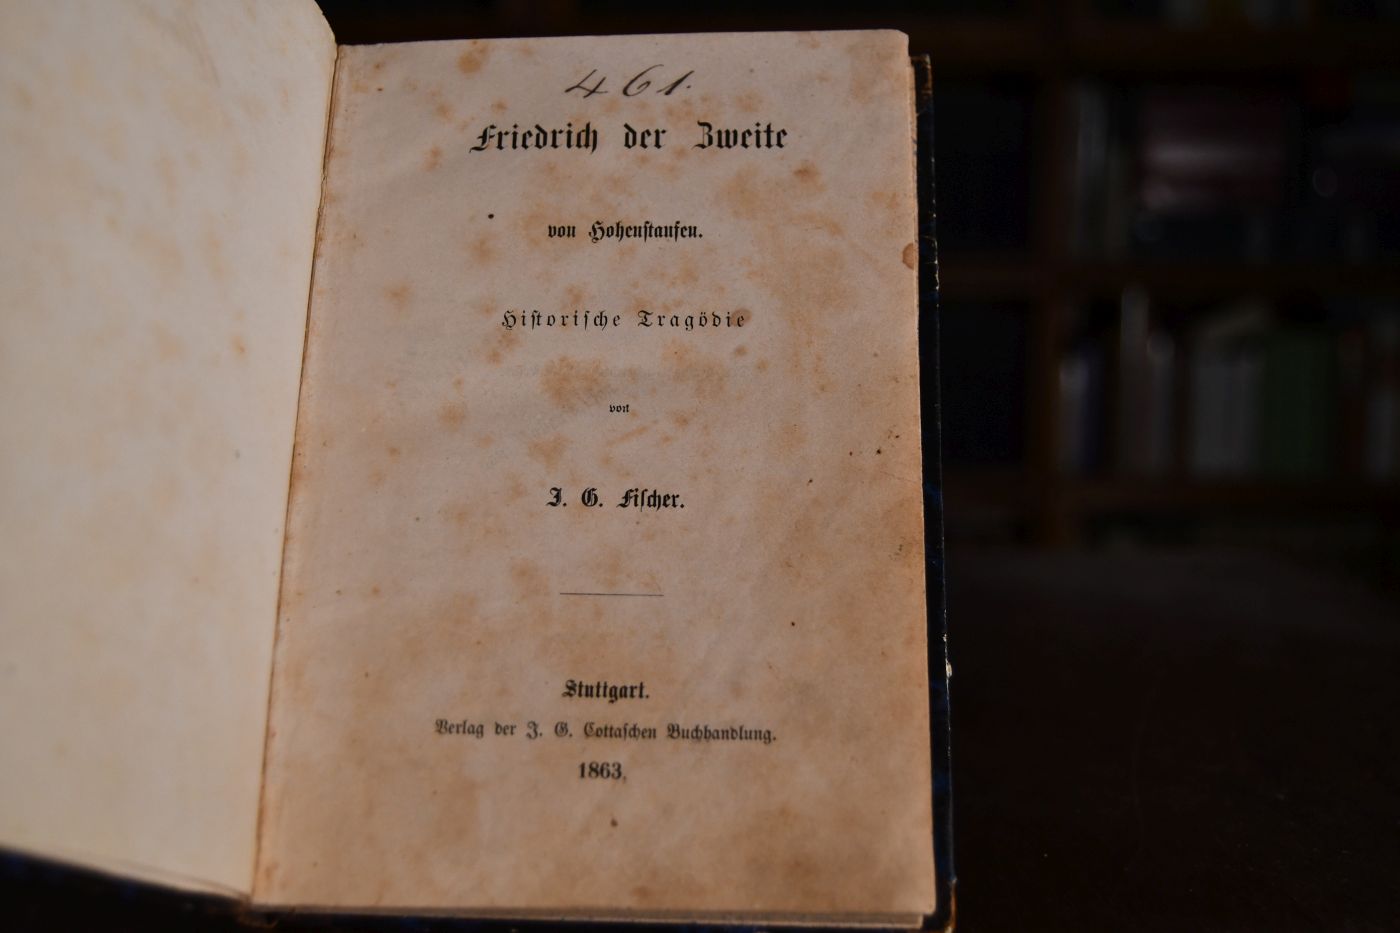 461.
Friedrich der Zweite
von Hohenſtaufen.
Hiſtoriſche Tragödie
von
J. G. Fiſcher.
Stuttgart.
Verlag der J. G. Cottaſchen Buchhandlung.
1863.